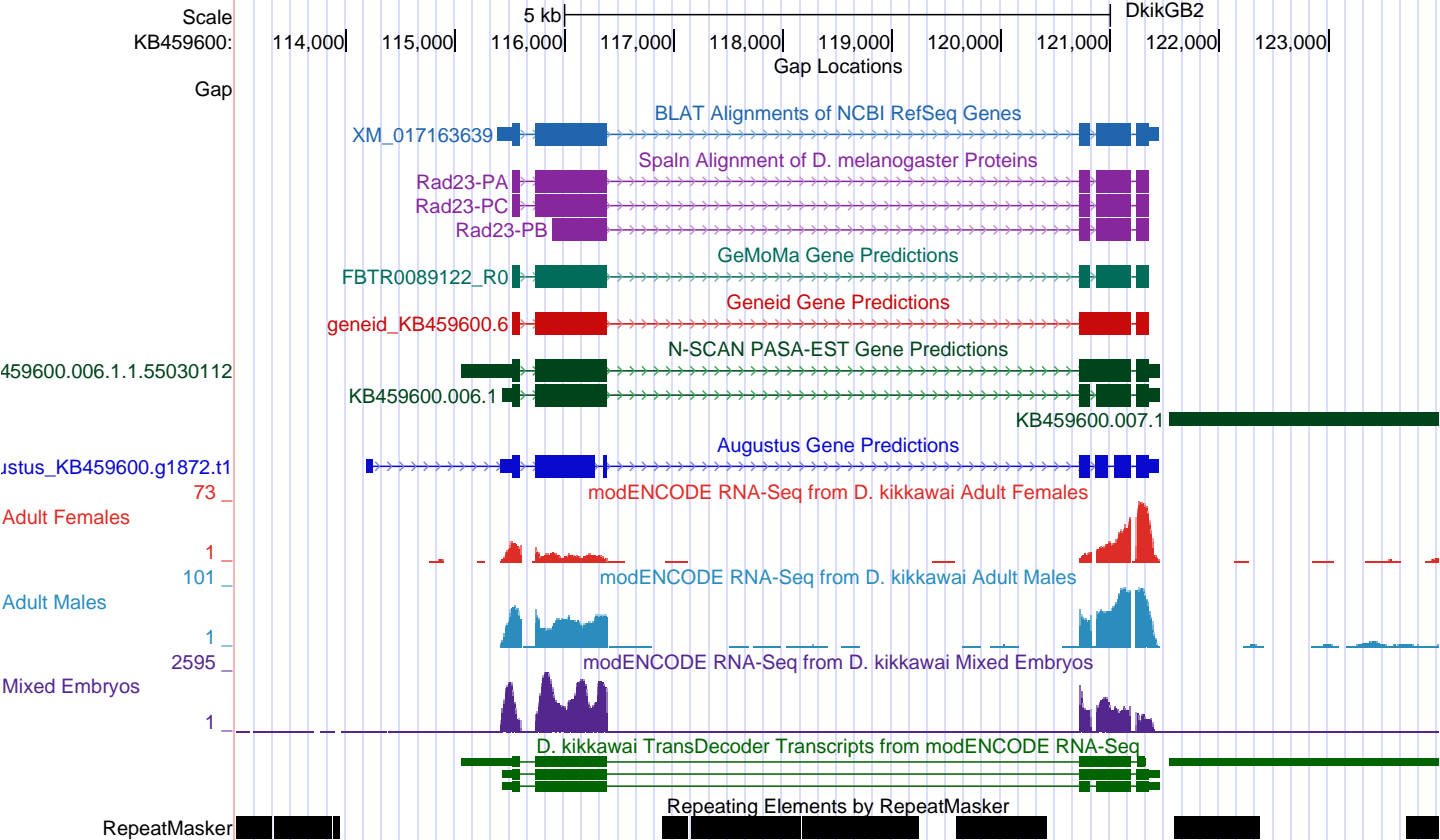 Scale 5 kb DkikGB2
KB459600: 114,000 115,000 116,000 117,000 118,000 119,000 120,000 121,000 122,000 123,000
Gap Locations
Gap
BLAT Alignments of NCBI RefSeq Genes
XM_017163639
Spaln Alignment of D. melanogaster Proteins
Rad23-PA
Rad23-PC
Rad23-PB
GeMoMa Gene Predictions
FBTR0089122_R0
Geneid Gene Predictions
geneid_KB459600.6
N-SCAN PASA-EST Gene Predictions
459600.006.1.1.55030112
KB459600.006.1
KB459600.007.1
Augustus Gene Predictions
ustus_KB459600.g1872.t1
73 _
modENCODE RNA-Seq from D. kikkawai Adult Females
Adult Females
1 _
101 _
modENCODE RNA-Seq from D. kikkawai Adult Males
Adult Males
1 _
2595 _
modENCODE RNA-Seq from D. kikkawai Mixed Embryos
Mixed Embryos
1 _
D. kikkawai TransDecoder Transcripts from modENCODE RNA-Seq
Repeating Elements by RepeatMasker
RepeatMasker